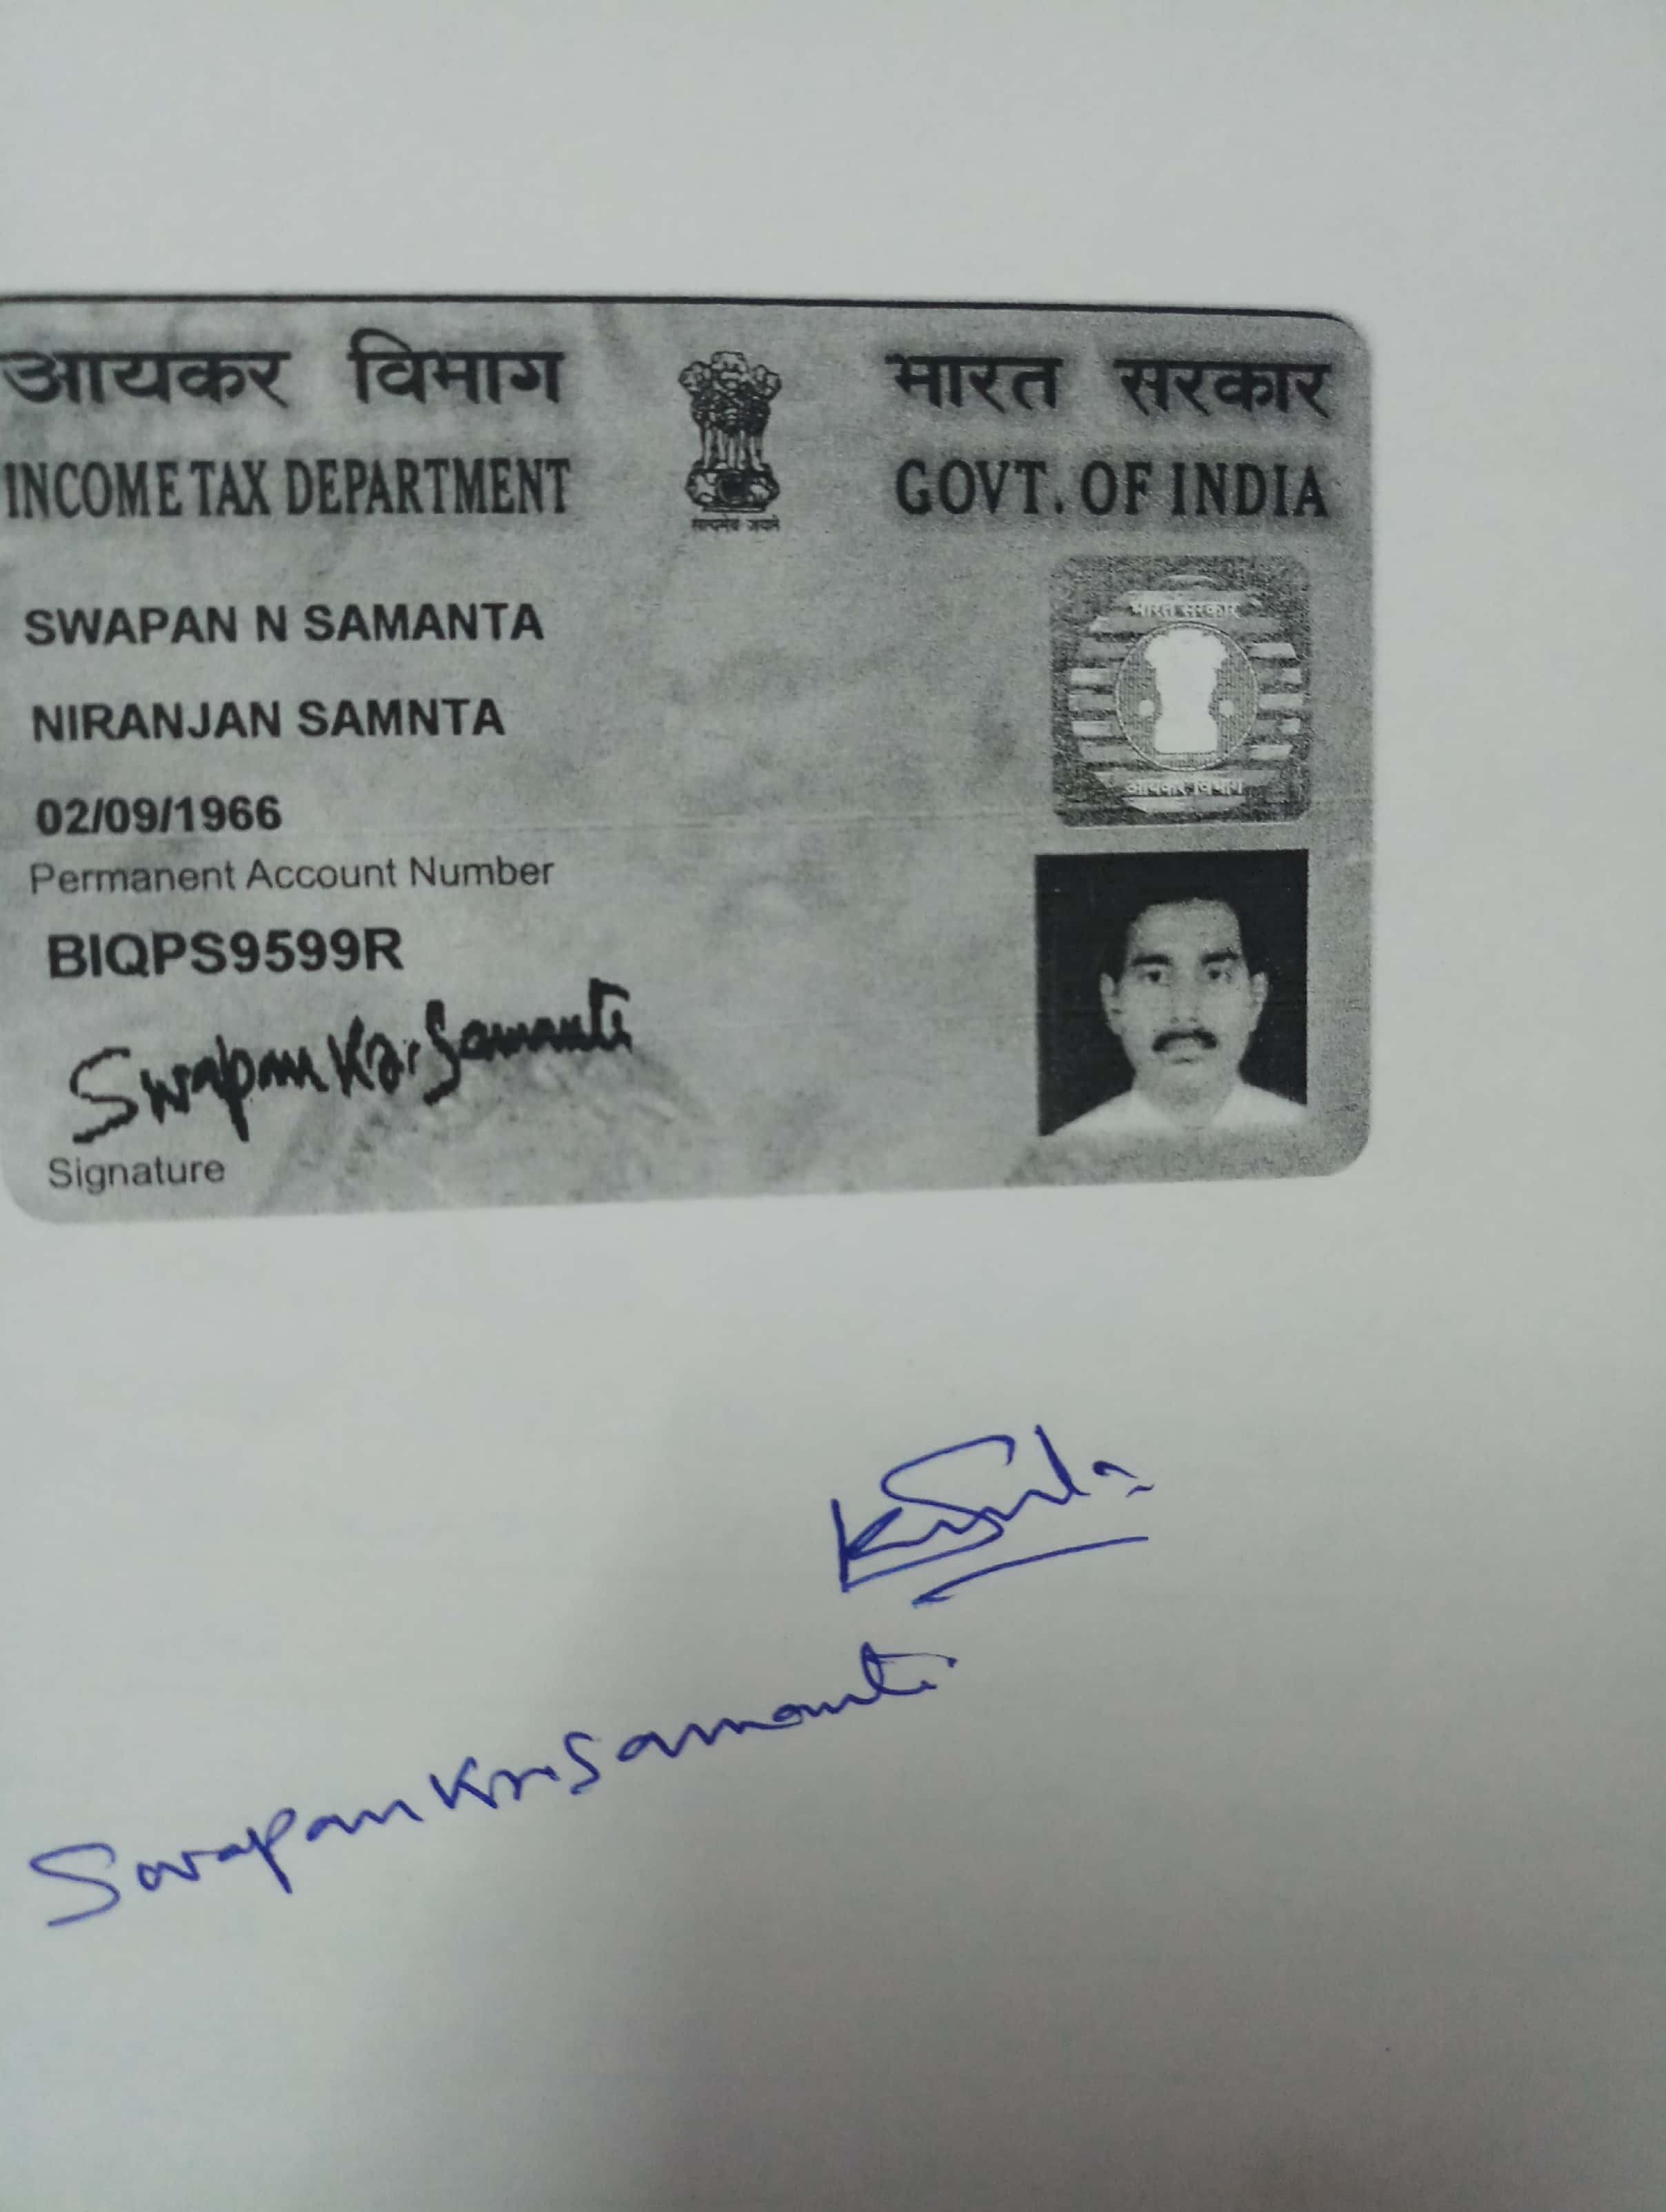 आयकर विभाग भारत सरकार
INCOME TAX DEPARTMENT GOVT. OF INDIA
सत्यमेव जयते
भारत सरकार
आयकर विभाग
SWAPAN N SAMANTA
NIRANJAN SAMNTA
02/09/1966
Permanent Account Number
BIQPS9599R
Swapan Kr. Samanta
Signature
Swapan Kr. Samanta